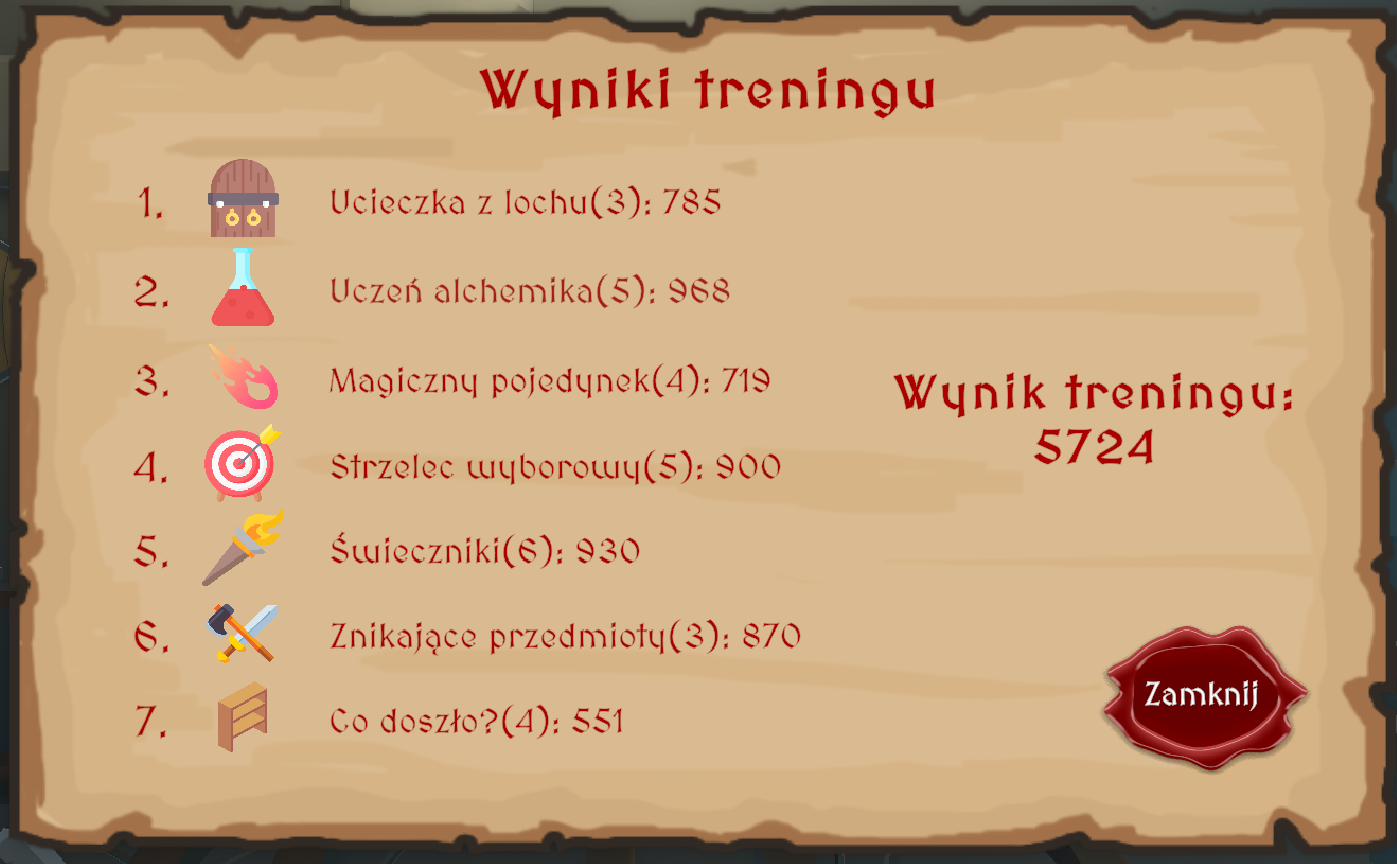 Wyniki treningu
1. Ucieczka z lochu(3): 785
2. Uczeń alchemika(5): 968
3. Magiczny pojedynek(4): 719
4. Strzelec wyborowy(5): 900
5. Świeczniki(6): 930
6. Znikające przedmioty(3): 870
7. Co doszło?(4): 551
Wynik treningu:
5724
Zamknij